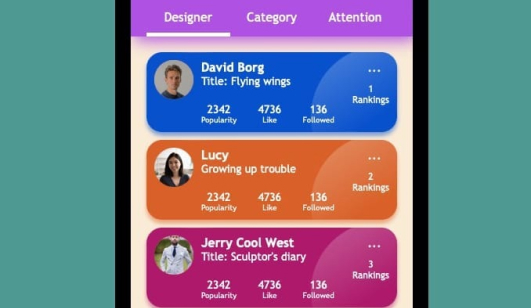 Designer Category Attention
David Borg
...
Title: Flying wings
1
Rankings
2342 4736 136
Popularity Like Followed
Lucy
...
Growing up trouble
2
Rankings
2342 4736 136
Popularity Like Followed
Jerry Cool West
...
Title: Sculptor's diary
3
Rankings
2342 4736 136
Popularity Like Followed